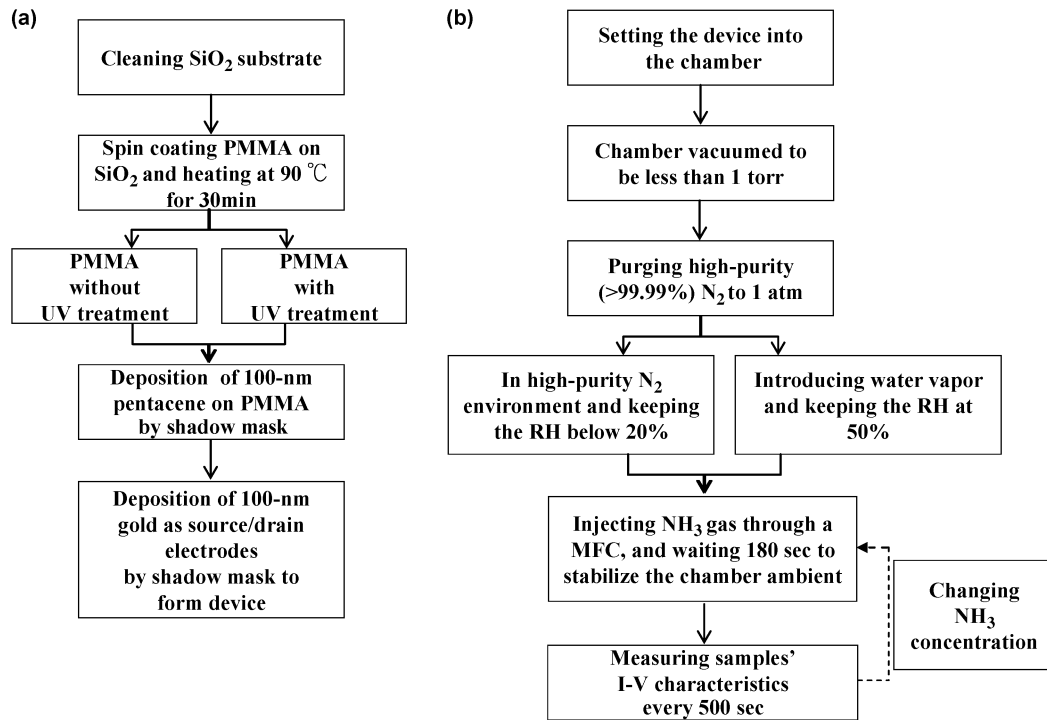 (a)
Cleaning SiO2 substrate
Spin coating PMMA on
SiO2 and heating at 90 ℃
for 30min
PMMA
without
UV treatment
PMMA
with
UV treatment
Deposition of 100-nm
pentacene on PMMA
by shadow mask
Deposition of 100-nm
gold as source/drain
electrodes
by shadow mask to
form device
(b)
Setting the device into
the chamber
Chamber vacuumed to
be less than 1 torr
Purging high-purity
(>99.99%) N2 to 1 atm
In high-purity N2
environment and keeping
the RH below 20%
Introducing water vapor
and keeping the RH at
50%
Injecting NH3 gas through a
MFC, and waiting 180 sec to
stabilize the chamber ambient
Changing
NH3
concentration
Measuring samples’
I-V characteristics
every 500 sec